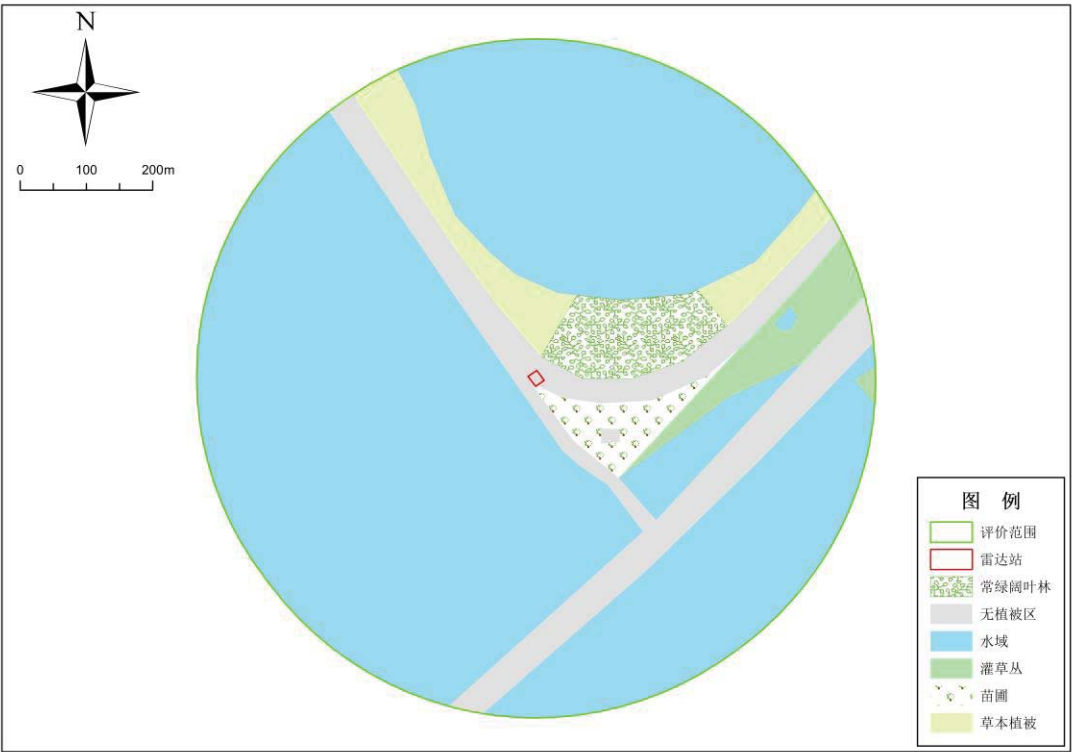 N
0 100 200m
图 例
评价范围
雷达站
常绿阔叶林
无植被区
水域
灌草丛
苗圃
草本植被